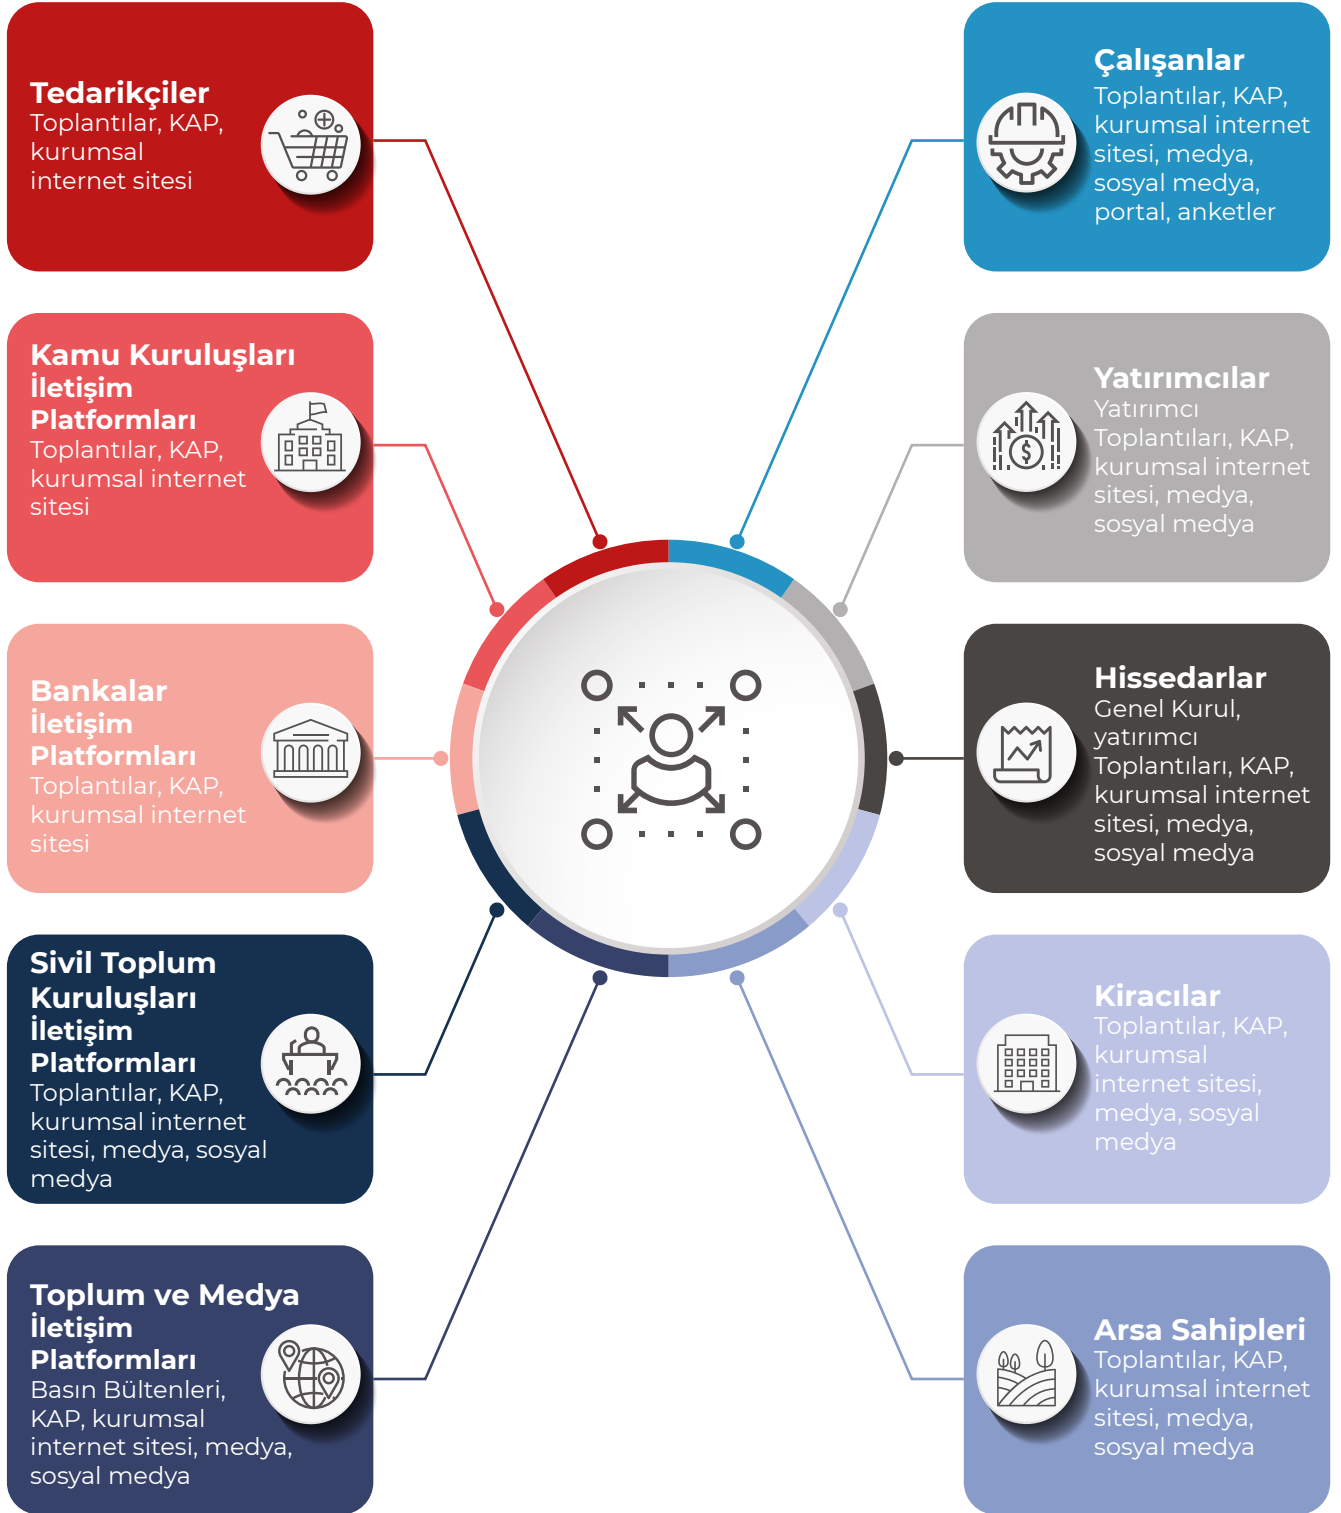 Tedarikçiler
Toplantılar, KAP,
kurumsal
internet sitesi
Kamu Kuruluşları
İletişim
Platformları
Toplantılar, KAP,
kurumsal internet
sitesi
Bankalar
İletişim
Platformları
Toplantılar, KAP,
kurumsal internet
sitesi
Sivil Toplum
Kuruluşları
İletişim
Platformları
Toplantılar, KAP,
kurumsal internet
sitesi, medya, sosyal
medya
Toplum ve Medya
İletişim
Platformları
Basın Bültenleri,
KAP, kurumsal
internet sitesi, medya,
sosyal medya
Çalışanlar
Toplantılar, KAP,
kurumsal internet
sitesi, medya,
sosyal medya,
portal, anketler
Yatırımcılar
Yatırımcı
Toplantıları, KAP,
kurumsal internet
sitesi, medya,
sosyal medya
Hissedarlar
Genel Kurul,
yatırımcı
Toplantıları, KAP,
kurumsal internet
sitesi, medya,
sosyal medya
Kiracılar
Toplantılar, KAP,
kurumsal
internet sitesi,
medya, sosyal
medya
Arsa Sahipleri
Toplantılar, KAP,
kurumsal internet
sitesi, medya,
sosyal medya